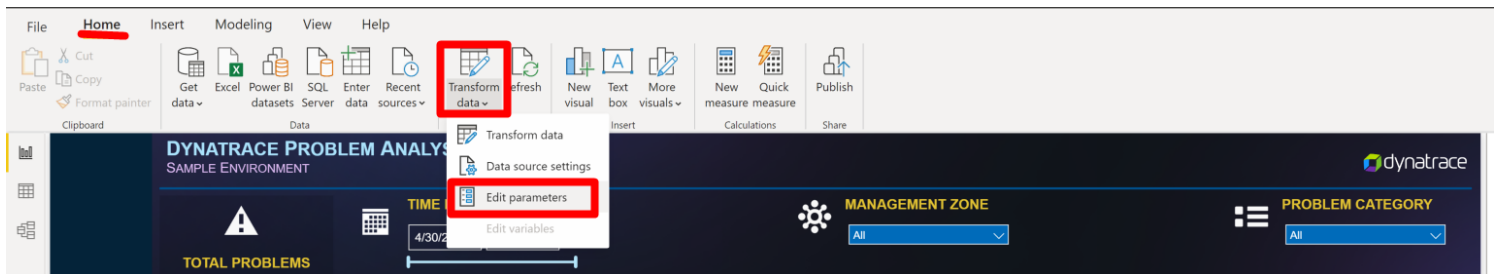 File Home Insert Modeling View Help
Cut
Copy
Format painter
Paste
Clipboard
Get data
Excel
Power BI datasets
SQL Server
Enter data
Recent sources
Data
Transform data
Refresh
New visual
Text box
A
More visuals
Insert
New measure
Quick measure
Calculations
Publish
Share
Transform data
Data source settings
Edit parameters
Edit variables
DYNATRACE PROBLEM ANALYS
SAMPLE ENVIRONMENT
dynatrace
TOTAL PROBLEMS
TIME
4/30/2
MANAGEMENT ZONE
All
PROBLEM CATEGORY
All